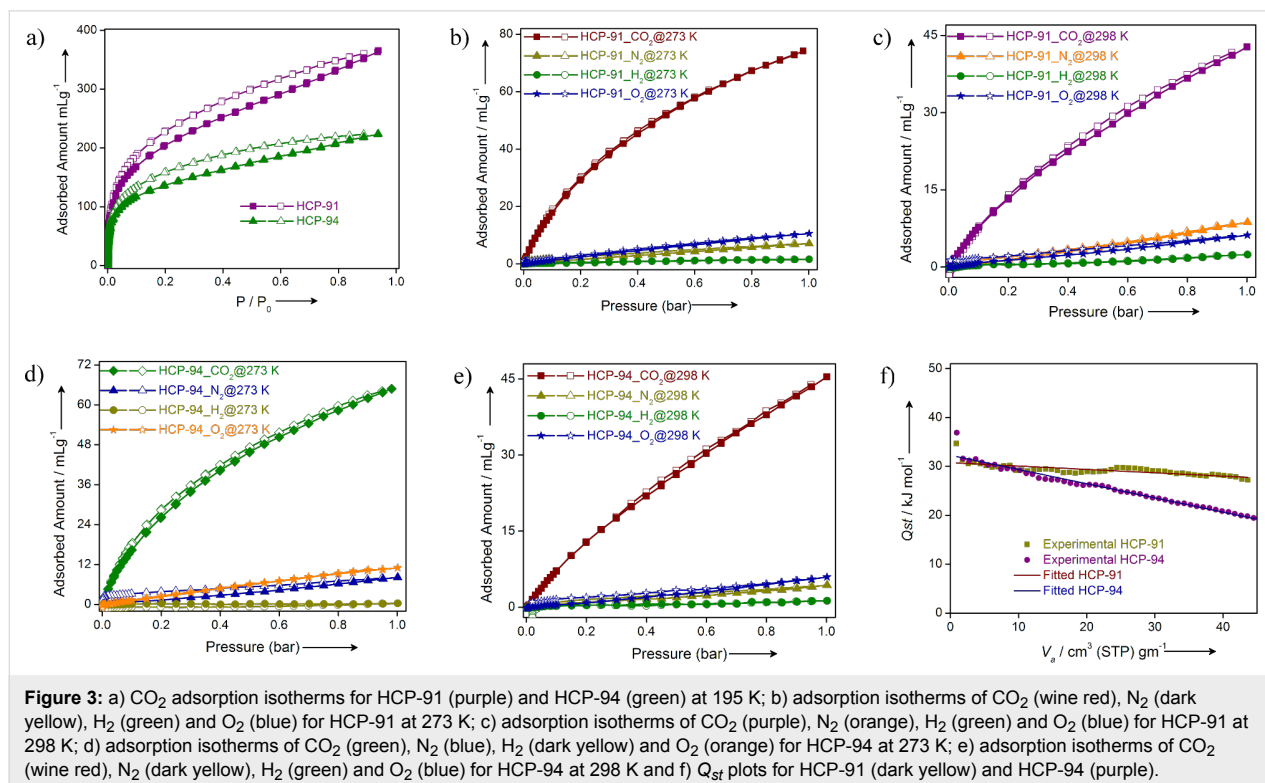 a)
400
300
200
100
0
Adsorbed Amount mLg⁻¹
HCP-91
HCP-94
0.0 0.2 0.4 0.6 0.8 1.0
P / P₀
b)
80
60
40
20
0
Adsorbed Amount / mLg⁻¹
HCP-91_CO₂@273 K
HCP-91_N₂@273 K
HCP-91_H₂@273 K
HCP-91_O₂@273 K
0.0 0.2 0.4 0.6 0.8 1.0
Pressure (bar)
c)
45
30
15
0
Adsorbed Amount / mLg⁻¹
HCP-91_CO₂@298 K
HCP-91_N₂@298 K
HCP-91_H₂@298 K
HCP-91_O₂@298 K
0.0 0.2 0.4 0.6 0.8 1.0
Pressure (bar)
d)
72
60
48
36
24
12
0
Adsorbed Amount / mLg⁻¹
HCP-94_CO₂@273 K
HCP-94_N₂@273 K
HCP-94_H₂@273 K
HCP-94_O₂@273 K
0.0 0.2 0.4 0.6 0.8 1.0
Pressure (bar)
e)
45
30
15
0
Adsorbed Amount / mLg⁻¹
HCP-94_CO₂@298 K
HCP-94_N₂@298 K
HCP-94_H₂@298 K
HCP-94_O₂@298 K
0.0 0.2 0.4 0.6 0.8 1.0
Pressure (bar)
f)
50
40
30
20
10
0
Qst / kJ mol⁻¹
Experimental HCP-91
Experimental HCP-94
Fitted HCP-91
Fitted HCP-94
0 10 20 30 40
Vₐ / cm³ (STP) gm⁻¹
Figure 3: a) CO₂ adsorption isotherms for HCP-91 (purple) and HCP-94 (green) at 195 K; b) adsorption isotherms of CO₂ (wine red), N₂ (dark
yellow), H₂ (green) and O₂ (blue) for HCP-91 at 273 K; c) adsorption isotherms of CO₂ (purple), N₂ (orange), H₂ (green) and O₂ (blue) for HCP-91 at
298 K; d) adsorption isotherms of CO₂ (green), N₂ (blue), H₂ (dark yellow) and O₂ (orange) for HCP-94 at 273 K; e) adsorption isotherms of CO₂
(wine red), N₂ (dark yellow), H₂ (green) and O₂ (blue) for HCP-94 at 298 K and f) Qst plots for HCP-91 (dark yellow) and HCP-94 (purple).